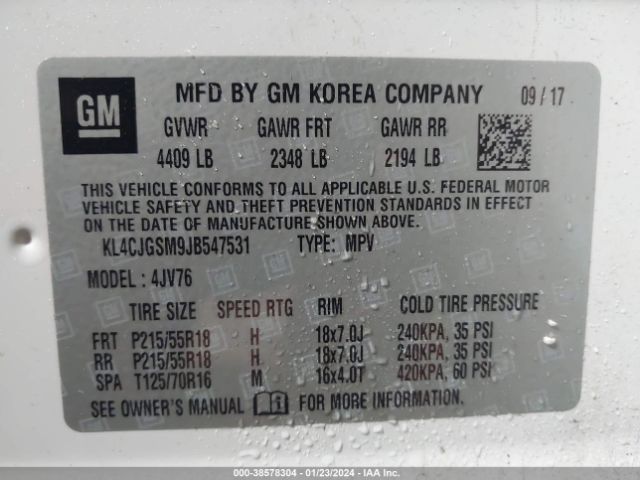 GM
MFD BY GM KOREA COMPANY 09 / 17
GVWR GAWR FRT GAWR RR
4409 LB 2348 LB 2194 LB
THIS VEHICLE CONFORMS TO ALL APPLICABLE U.S. FEDERAL MOTOR
VEHICLE SAFETY AND THEFT PREVENTION STANDARDS IN EFFECT
ON THE DATE OF MANUFACTURE SHOWN ABOVE.
KL4CJGSM9JB547531 TYPE: MPV
MODEL : 4JV76
TIRE SIZE SPEED RTG RIM COLD TIRE PRESSURE
FRT P215/55R18 H 18x7.0J 240KPA, 35 PSI
RR P215/55R18 H 18x7.0J 240KPA, 35 PSI
SPA T125/70R16 M 16x4.0T 420KPA, 60 PSI
SEE OWNER'S MANUAL FOR MORE INFORMATION.
000-38578304 / 01/23/2024 - IAA Inc.